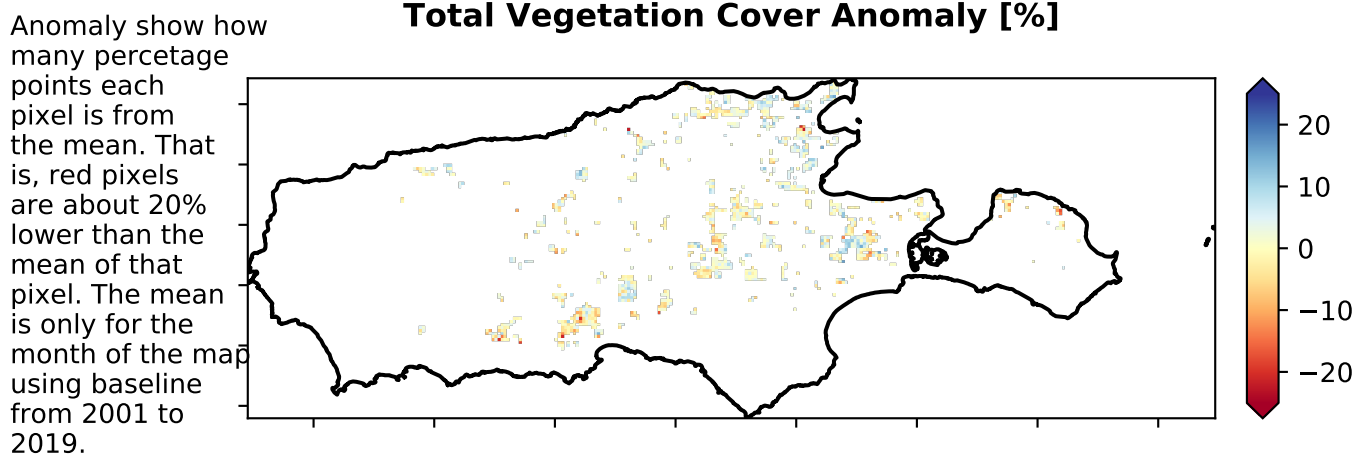 Total Vegetation Cover Anomaly [%]
Anomaly show how
many percetage
points each
pixel is from
the mean. That
is, red pixels
are about 20%
lower than the
mean of that
pixel. The mean
is only for the
month of the map
using baseline
from 2001 to
2019.
20
10
0
−10
−20